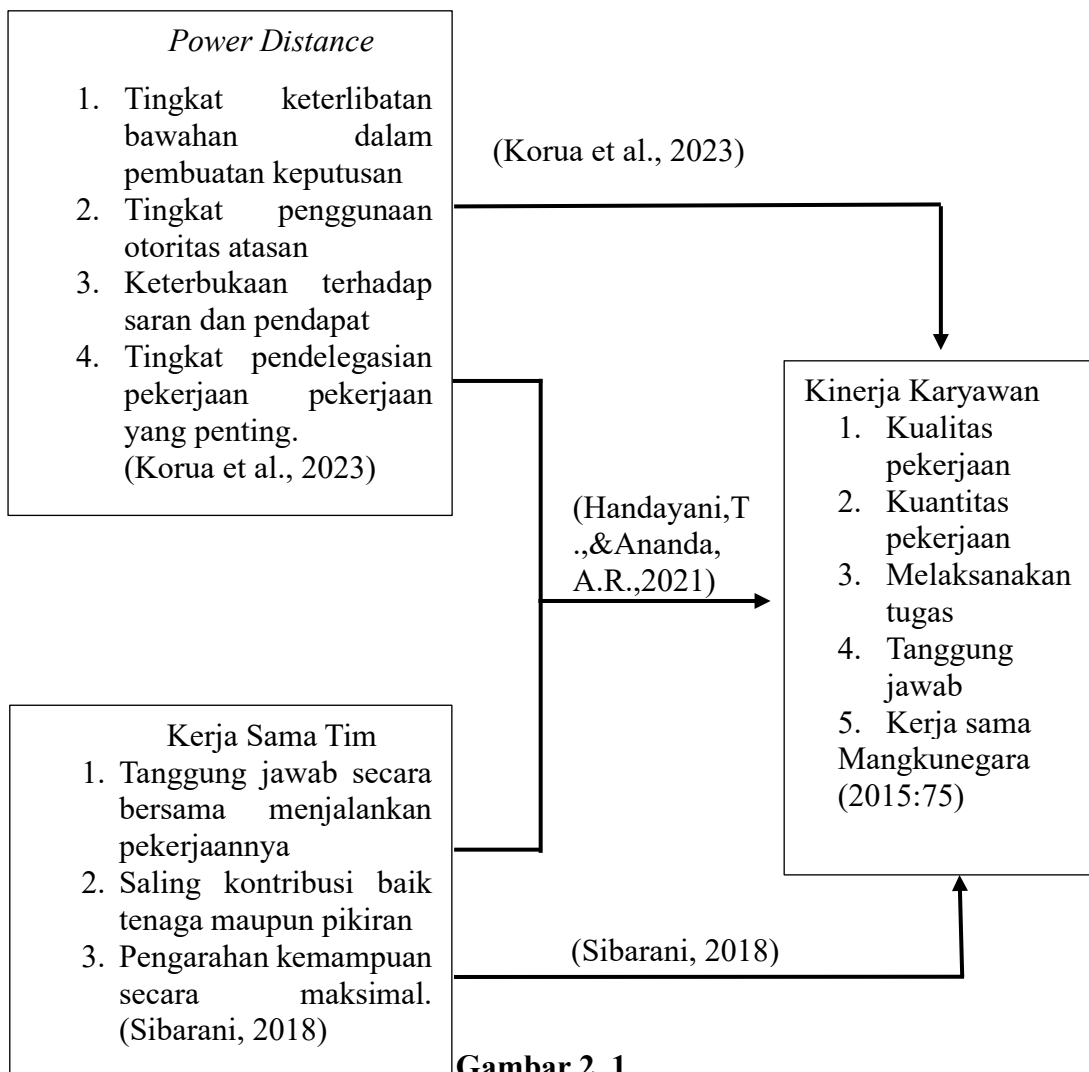 Power Distance
1. Tingkat keterlibatan
bawahan dalam
pembuatan keputusan
2. Tingkat penggunaan
otoritas atasan
3. Keterbukaan terhadap
saran dan pendapat
4. Tingkat pendelegasian
pekerjaan pekerjaan
yang penting.
(Korua et al., 2023)
(Korua et al., 2023)
(Handayani,T
.,&Ananda,
A.R.,2021)
Kinerja Karyawan
1. Kualitas
pekerjaan
2. Kuantitas
pekerjaan
3. Melaksanakan
tugas
4. Tanggung
jawab
5. Kerja sama
Mangkunegara
(2015:75)
Kerja Sama Tim
1. Tanggung jawab secara
bersama menjalankan
pekerjaannya
2. Saling kontribusi baik
tenaga maupun pikiran
3. Pengarahan kemampuan
secara maksimal.
(Sibarani, 2018)
(Sibarani, 2018)
Gambar 2. 1